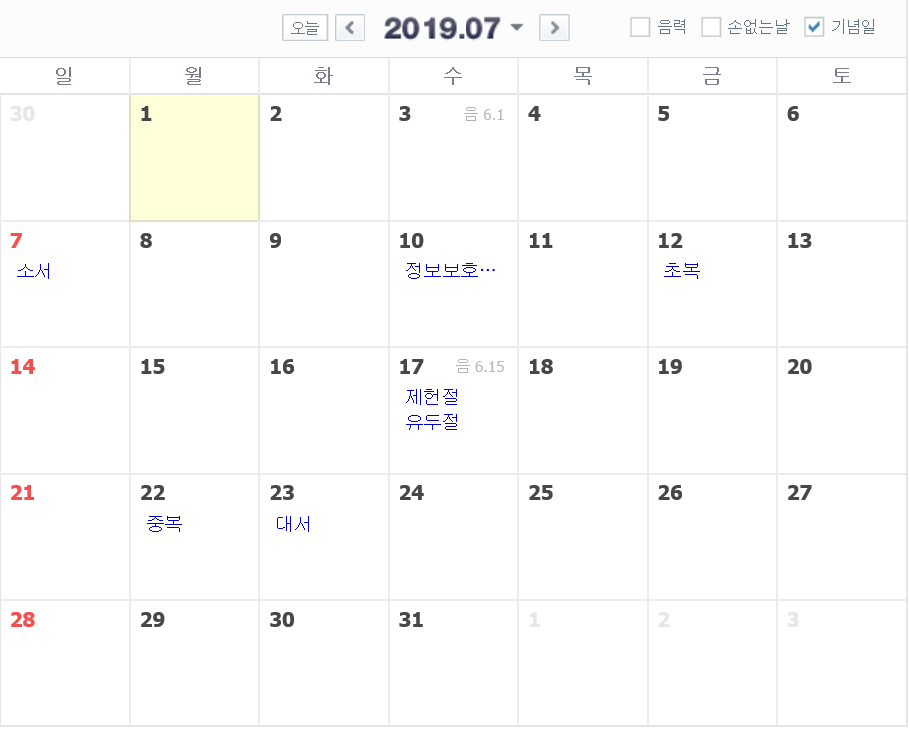 오늘 < 2019.07 > 음력 손없는날 기념일
일 월 화 수 목 금 토
30 1 2 3 음 6.1 4 5 6
7 8 9 10 11 12 13
소서 정보보호… 초복
14 15 16 17 음 6.15 18 19 20
제헌절
유두절
21 22 23 24 25 26 27
중복 대서
28 29 30 31 1 2 3